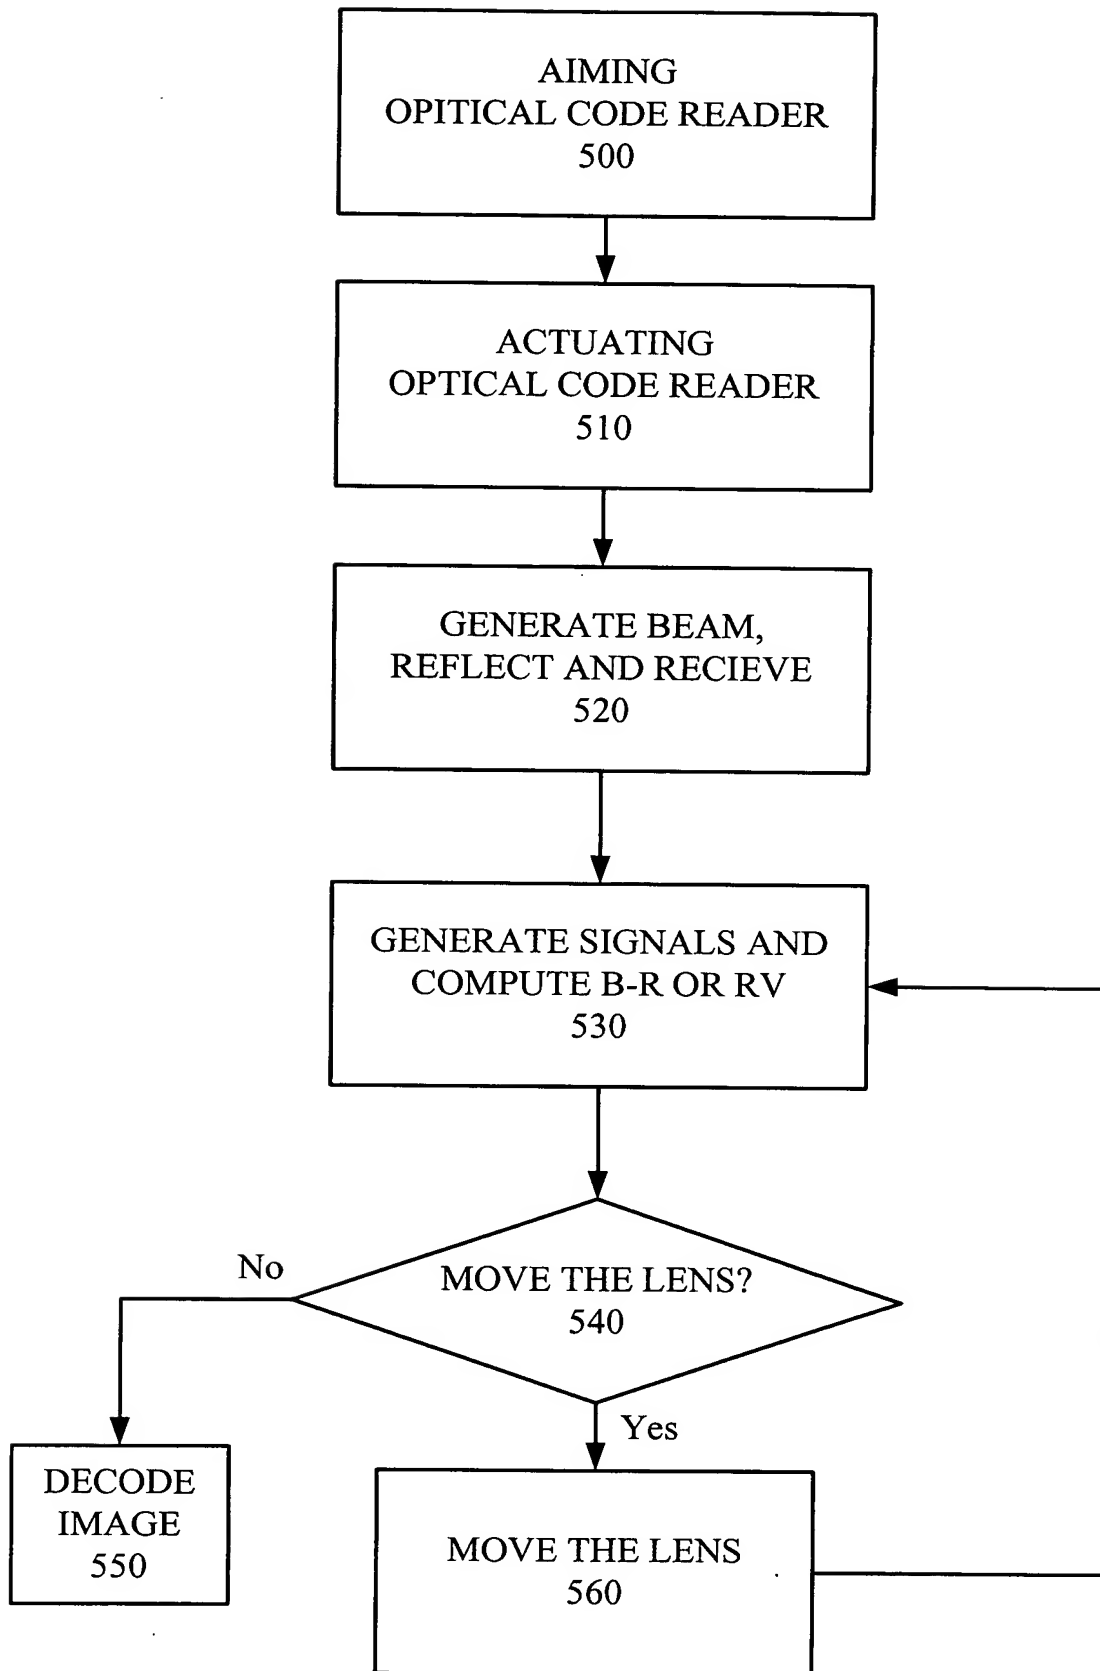 AIMING
OPITICAL CODE READER
500
ACTUATING
OPTICAL CODE READER
510
GENERATE BEAM,
REFLECT AND RECIEVE
520
GENERATE SIGNALS AND
COMPUTE B-R OR RV
530
MOVE THE LENS?
540
No
Yes
DECODE
IMAGE
550
MOVE THE LENS
560